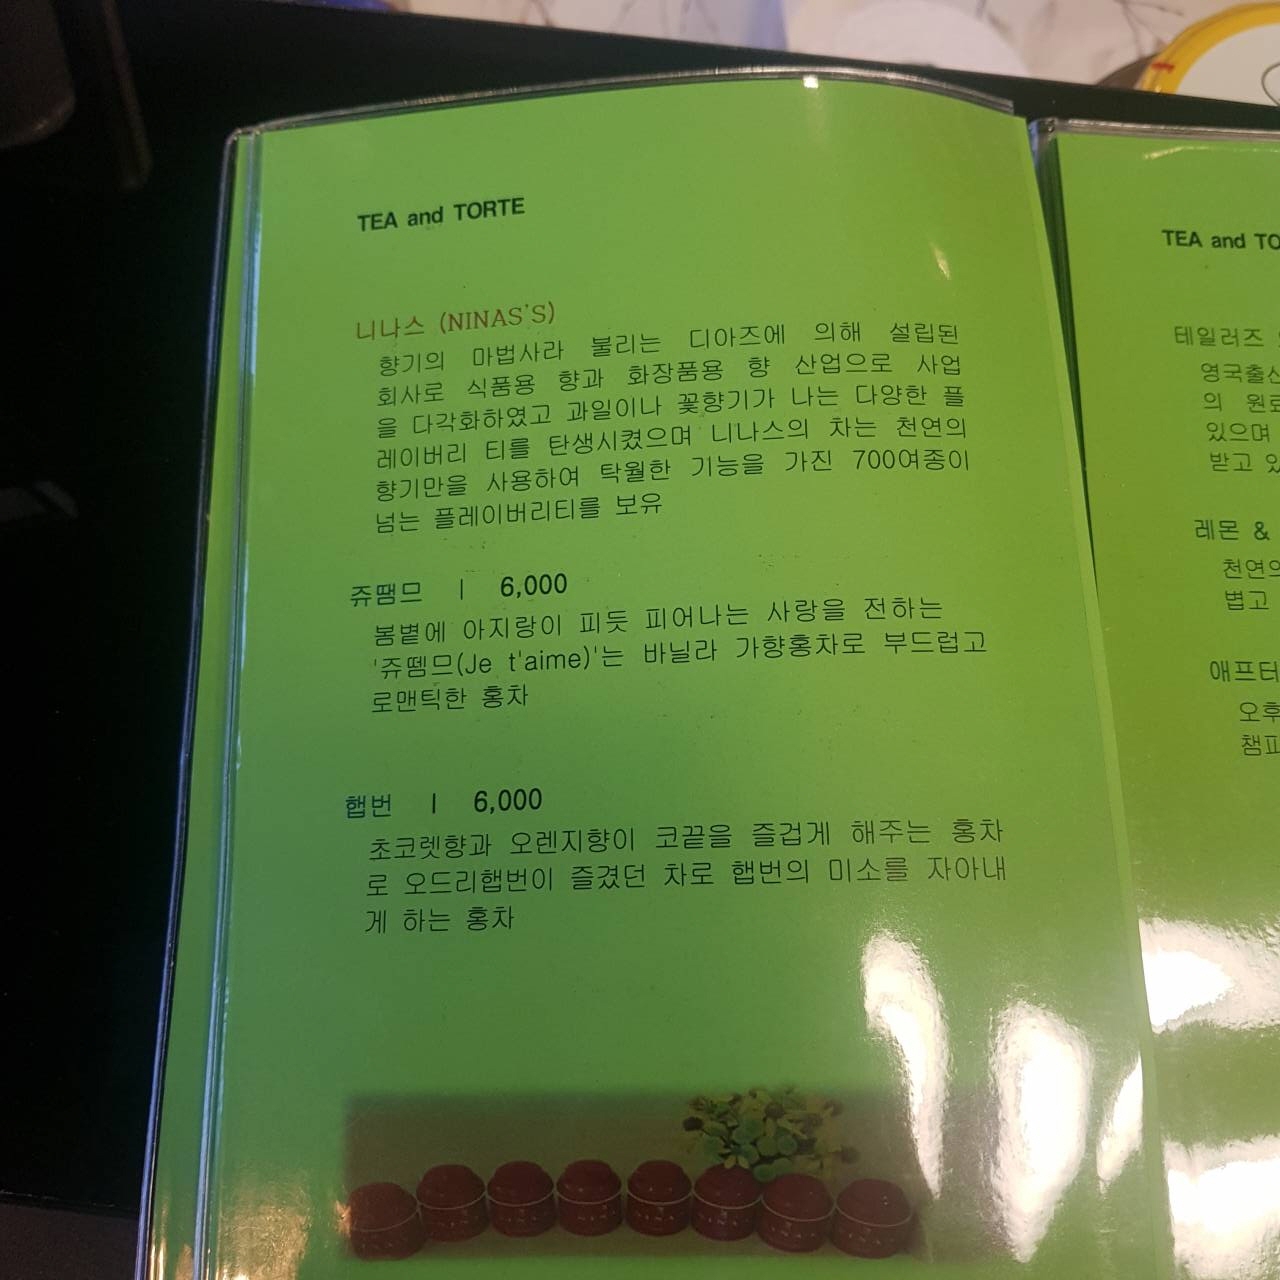 TEA and TORTE
니나스 (NINAS'S)
향기의 마법사라 불리는 디아즈에 의해 설립된
회사로 식품용 향과 화장품용 향 산업으로 사업
을 다각화하였고 과일이나 꽃향기가 나는 다양한 플
레이버리 티를 탄생시켰으며 니나스의 차는 천연의
향기만을 사용하여 탁월한 기능을 가진 700여종이
넘는 플레이버리티를 보유
쥬땜므 | 6,000
봄볕에 아지랑이 피듯 피어나는 사랑을 전하는
'쥬뗌므(Je t'aime)'는 바닐라 가향홍차로 부드럽고
로맨틱한 홍차
햅번 | 6,000
초코렛향과 오렌지향이 코끝을 즐겁게 해주는 홍차
로 오드리햅번이 즐겼던 차로 햅번의 미소를 자아내
게 하는 홍차
TEA and TO
테일러즈
영국출신
의 원료
있으며
받고 있
레몬 &
천연의
볍고
애프터
오후
챔피